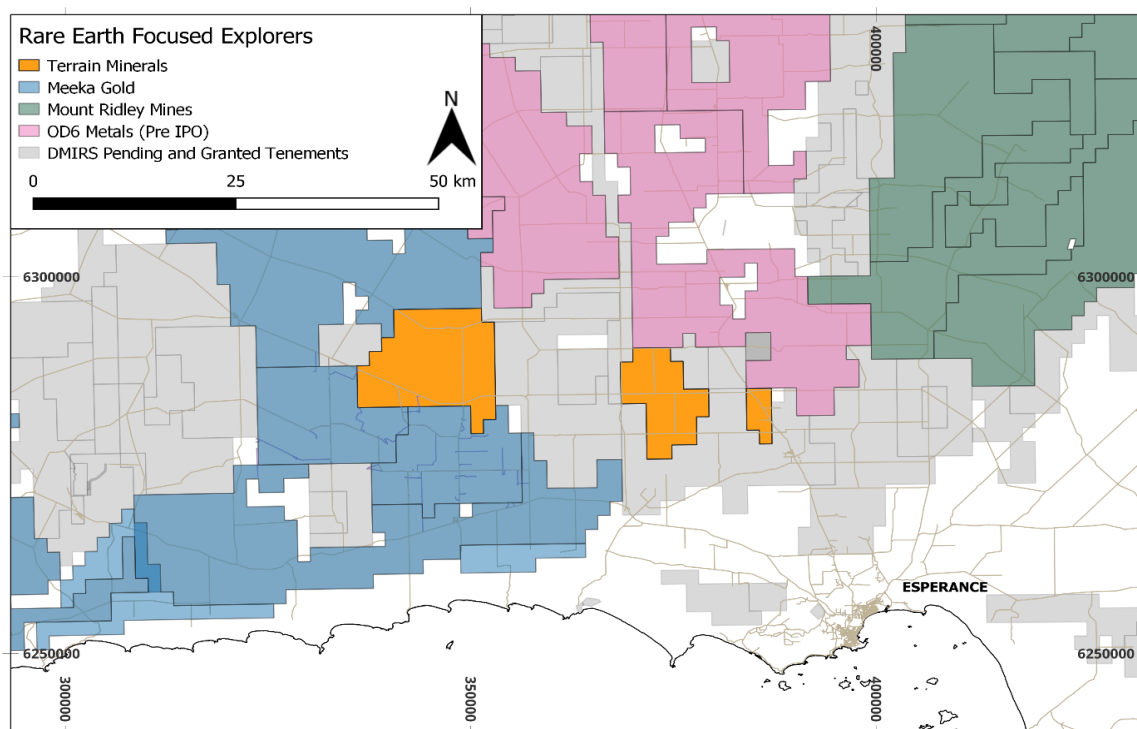 Rare Earth Focused Explorers
Terrain Minerals
Meeka Gold
Mount Ridley Mines
OD6 Metals (Pre IPO)
DMIRS Pending and Granted Tenements
N
0 25 50 km
400000
6300000 6300000
ESPERANCE
6250000 6250000
300000 350000 400000